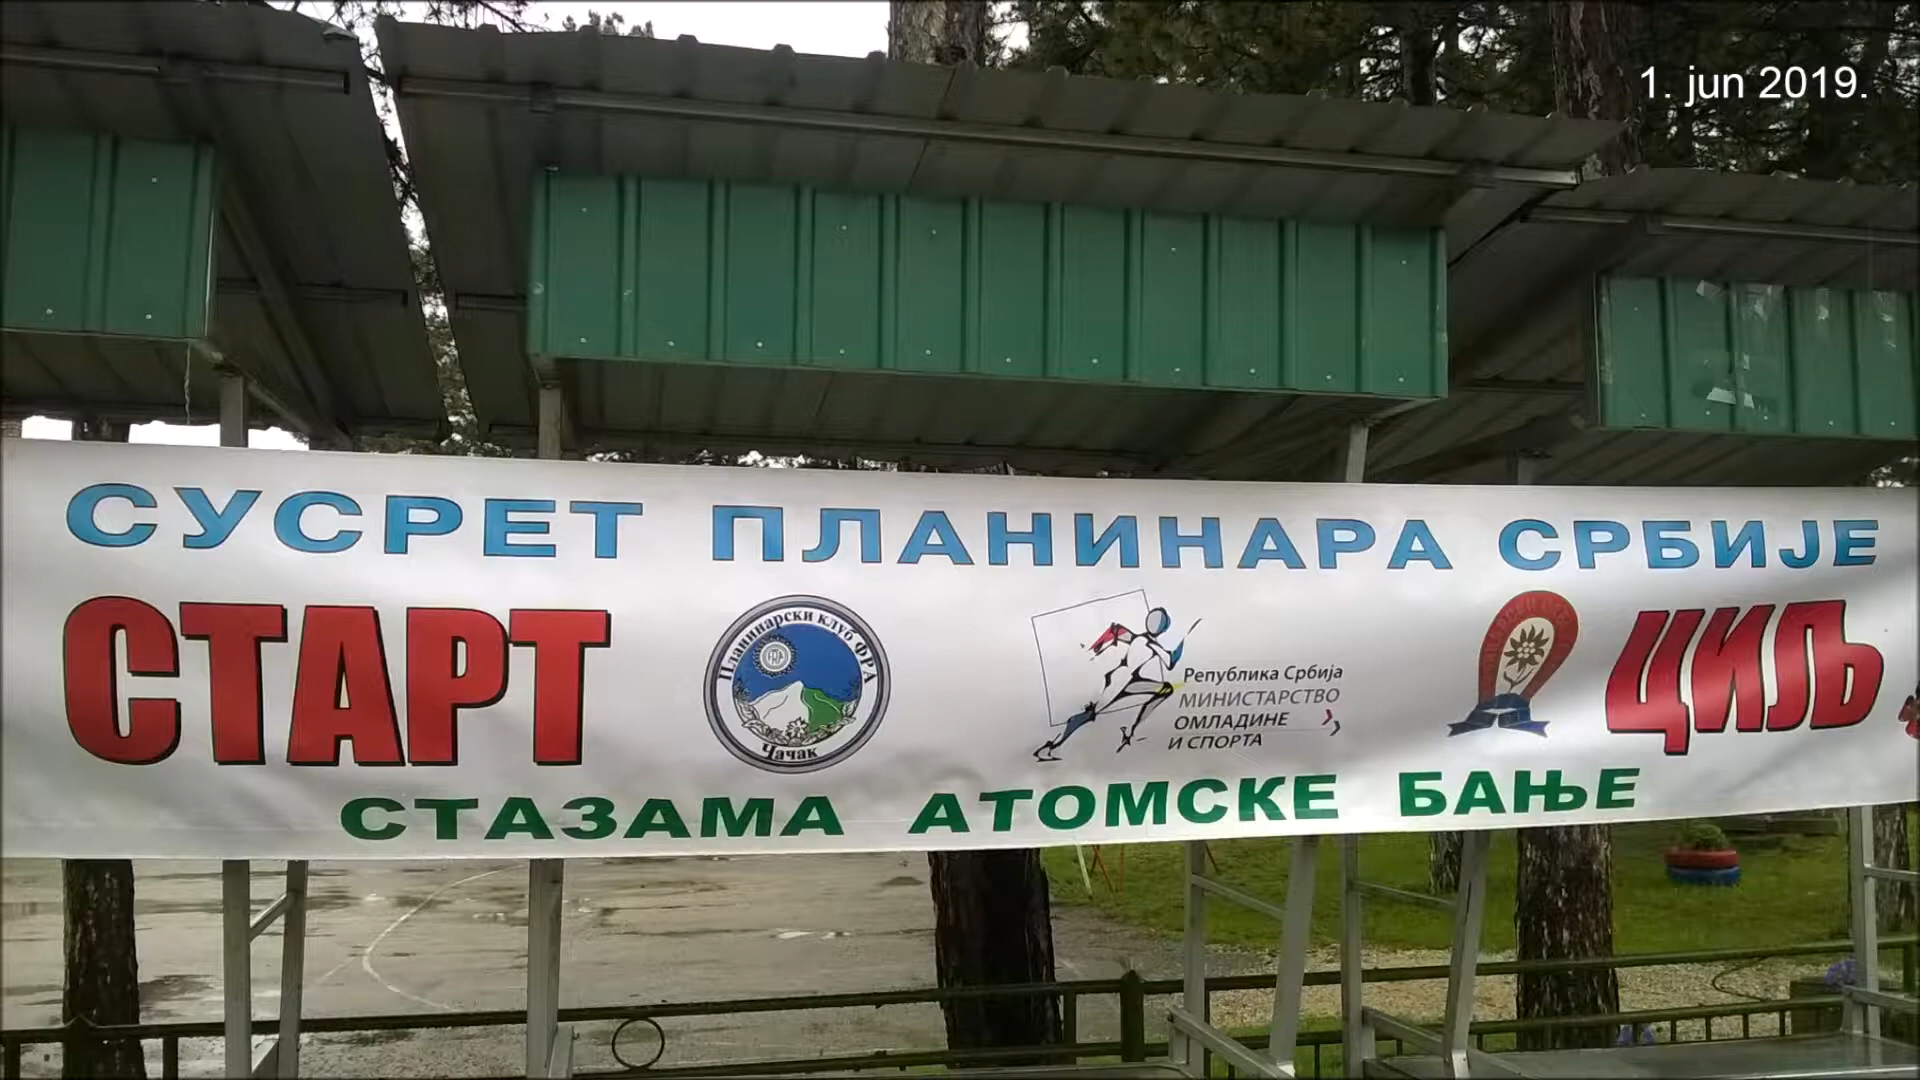 1. jun 2019.
СУСРЕТ ПЛАНИНАРА СРБИЈЕ
СТАРТ
Планинарски клуб ФРА
Чачак
Република Србија
МИНИСТАРСТВО
ОМЛАДИНЕ
И СПОРТА
ЦИЉ
СТАЗАМА АТОМСКЕ БАЊЕ